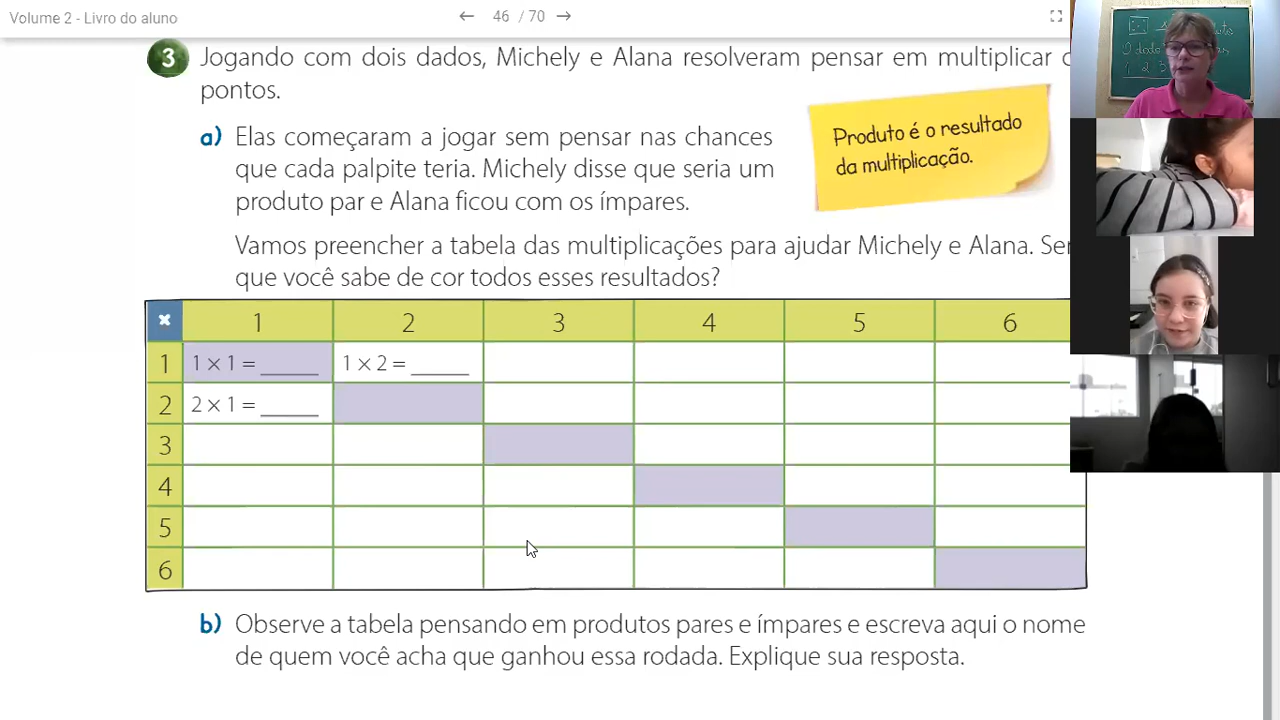 Volume 2 - Livro do aluno
← 46 / 70 →
3 Jogando com dois dados, Michely e Alana resolveram pensar em multiplicar
pontos.
a) Elas começaram a jogar sem pensar nas chances
que cada palpite teria. Michely disse que seria um
produto par e Alana ficou com os ímpares.
Produto é o resultado
da multiplicação.
Vamos preencher a tabela das multiplicações para ajudar Michely e Alana.
que você sabe de cor todos esses resultados?
× 1 2 3 4 5 6
1 1 × 1 = _____ 1 × 2 = _____
2 2 × 1 = _____
3
4
5
6
b) Observe a tabela pensando em produtos pares e ímpares e escreva aqui o nome
de quem você acha que ganhou essa rodada. Explique sua resposta.